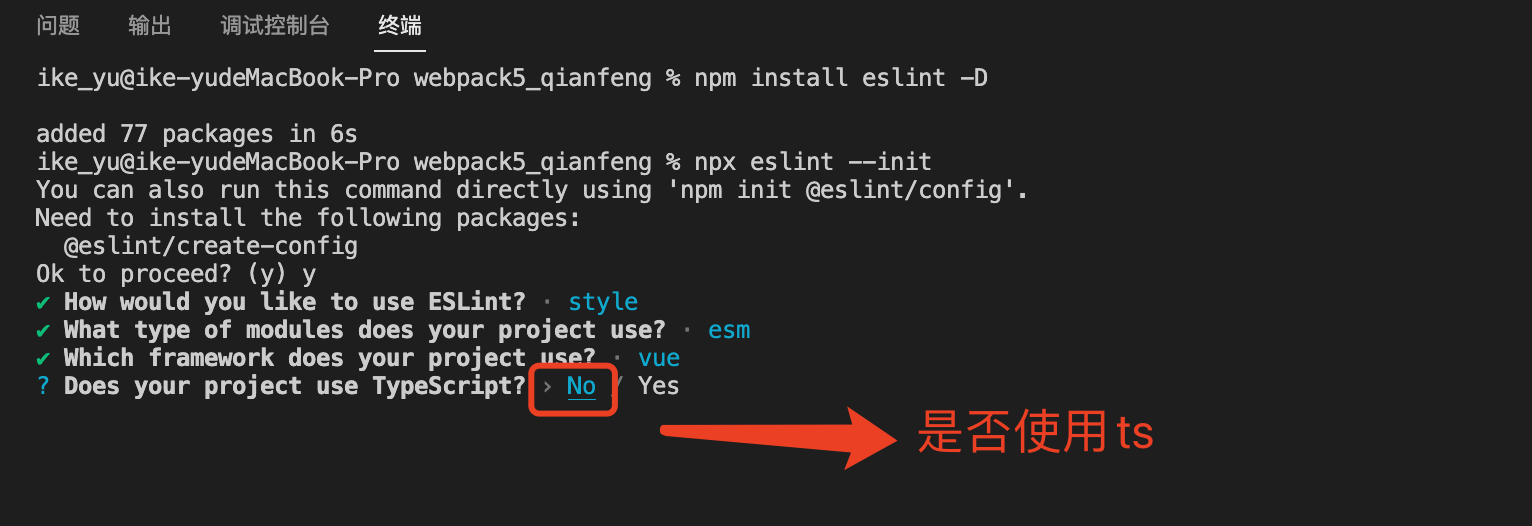 问题 输出 调试控制台 终端
ike_yu@ike-yudeMacBook-Pro webpack5_qianfeng % npm install eslint -D
added 77 packages in 6s
ike_yu@ike-yudeMacBook-Pro webpack5_qianfeng % npx eslint --init
You can also run this command directly using 'npm init @eslint/config'.
Need to install the following packages:
  @eslint/create-config
Ok to proceed? (y) y
✔ How would you like to use ESLint? · style
✔ What type of modules does your project use? · esm
✔ Which framework does your project use? · vue
? Does your project use TypeScript? › No / Yes
是否使用ts